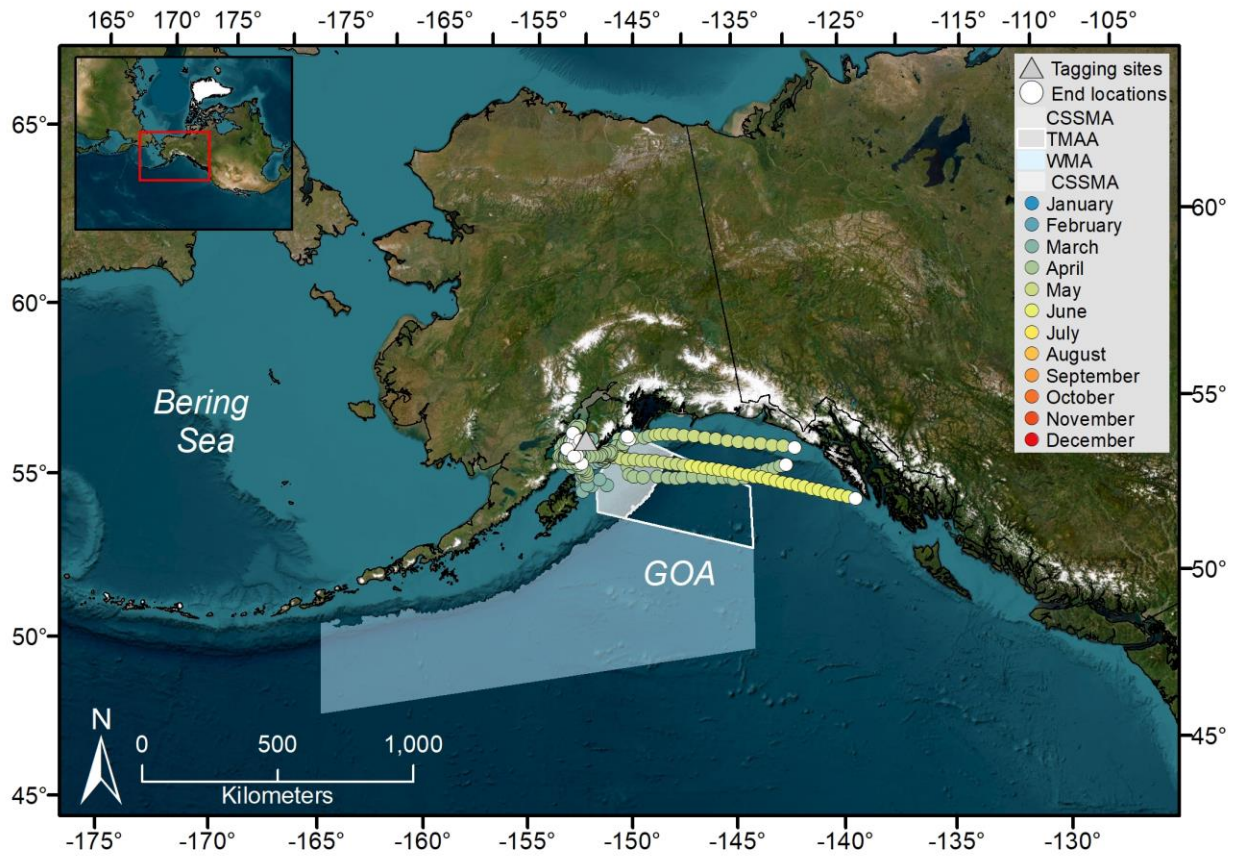 165° 170° 175° -175° -165° -155° -150° -145° -135° -130° -125° -115° -110° -105°
Tagging sites
End locations
CSSMA
TMAA
WMA
CSSMA
January
February
March
April
May
June
July
August
September
October
November
December
65°
60°
55°
50°
45°
60°
55°
50°
45°
Bering
Sea
GOA
N
0 500 1,000
Kilometers
-175° -170° -165° -160° -155° -150° -145° -140° -135° -130°